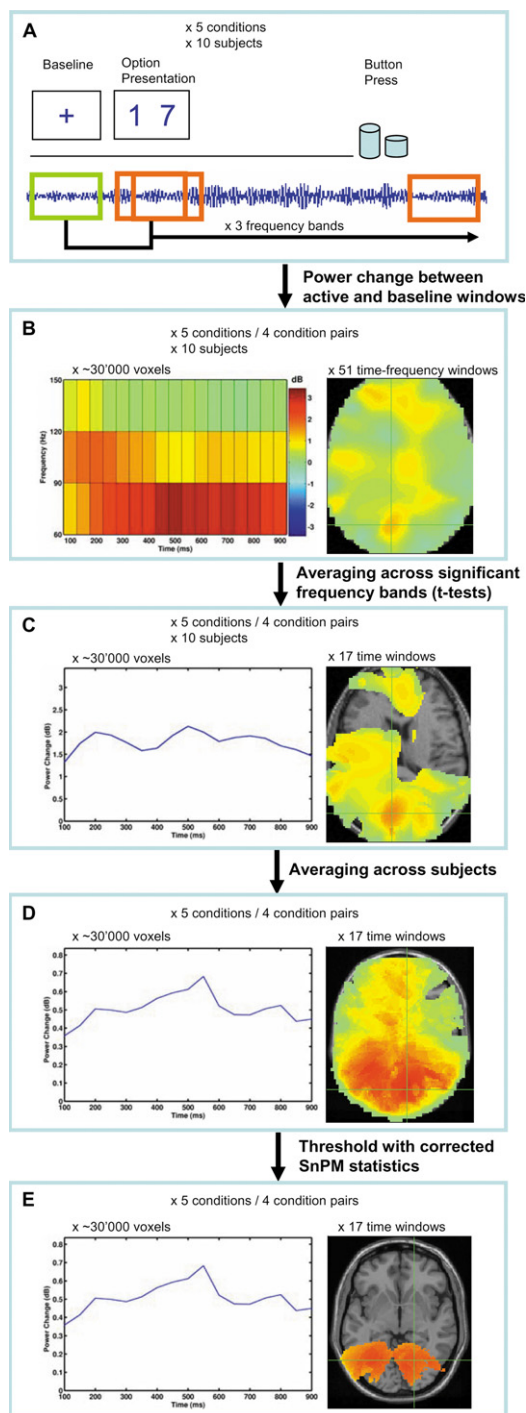 A
x 5 conditions
x 10 subjects
Baseline
Option
Presentation
Button
Press
+
1 7
x 3 frequency bands
Power change between
active and baseline windows
B
x 5 conditions / 4 condition pairs
x 10 subjects
x ~30'000 voxels
x 51 time-frequency windows
dB
150
120
90
60
Frequency (Hz)
3
2
1
0
-1
-2
-3
100 200 300 400 500 600 700 800 900
Time (ms)
Averaging across significant
frequency bands (t-tests)
C
x 5 conditions / 4 condition pairs
x 10 subjects
x ~30'000 voxels
x 17 time windows
Power Change (dB)
3
2.5
2
1.5
1
0.5
0
100 200 300 400 500 600 700 800 900
Time (ms)
Averaging across subjects
D
x 5 conditions / 4 condition pairs
x ~30'000 voxels
x 17 time windows
Power Change (dB)
0.8
0.7
0.6
0.5
0.4
0.3
0.2
0.1
0
100 200 300 400 500 600 700 800 900
Time (ms)
Threshold with corrected
SnPM statistics
E
x 5 conditions / 4 condition pairs
x ~30'000 voxels
x 17 time windows
Power Change (dB)
0.8
0.7
0.6
0.5
0.4
0.3
0.2
0.1
0
100 200 300 400 500 600 700 800 900
Time (ms)